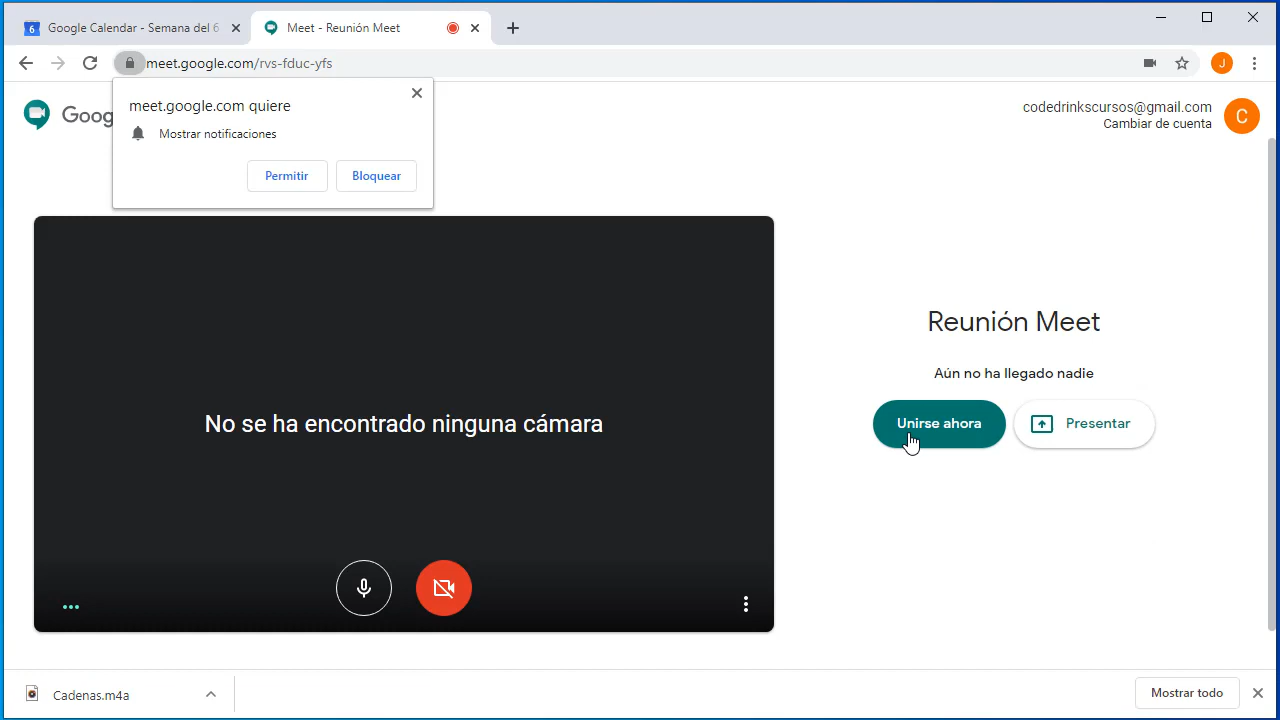 Google Calendar - Semana del 6
Meet - Reunión Meet
meet.google.com/rvs-fduc-yfs
J
meet.google.com quiere
Mostrar notificaciones
Permitir
Bloquear
Goog
codedrinkscursos@gmail.com
Cambiar de cuenta
C
No se ha encontrado ninguna cámara
Reunión Meet
Aún no ha llegado nadie
Unirse ahora
Presentar
Cadenas.m4a
Mostrar todo